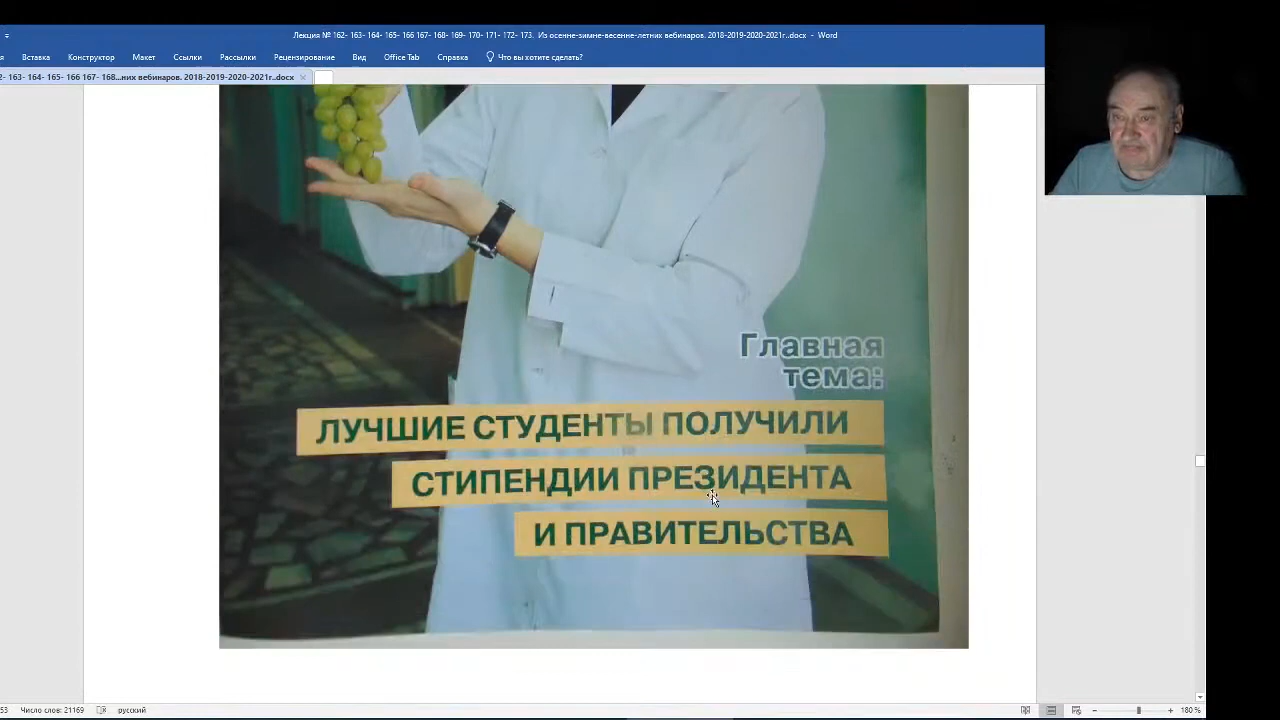 Лекция № 162- 163- 164- 165- 166 167- 168- 169- 170- 171- 172- 173. Из осенне-зимне-весенне-летних вебинаров. 2018-2019-2020-2021г..docx - Word
Вставка Конструктор Макет Ссылки Рассылки Рецензирование Вид Office Tab Справка Что вы хотите сделать?
2- 163- 164- 165- 166 167- 168...них вебинаров. 2018-2019-2020-2021г..docx
Главная
тема:
ЛУЧШИЕ СТУДЕНТЫ ПОЛУЧИЛИ
СТИПЕНДИИ ПРЕЗИДЕНТА
И ПРАВИТЕЛЬСТВА
53 Число слов: 21169 русский 180 %